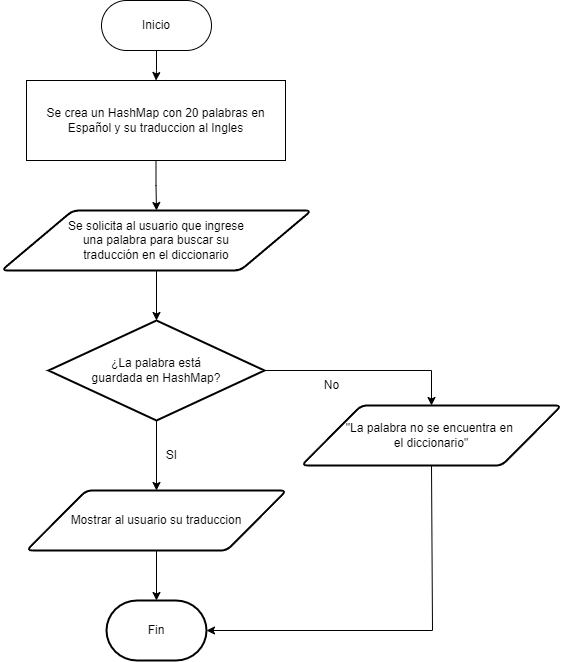 Inicio
Se crea un HashMap con 20 palabras en
Español y su traduccion al Ingles
Se solicita al usuario que ingrese
una palabra para buscar su
traducción en el diccionario
¿La palabra está
guardada en HashMap?
No
"La palabra no se encuentra en
el diccionario"
SI
Mostrar al usuario su traduccion
Fin